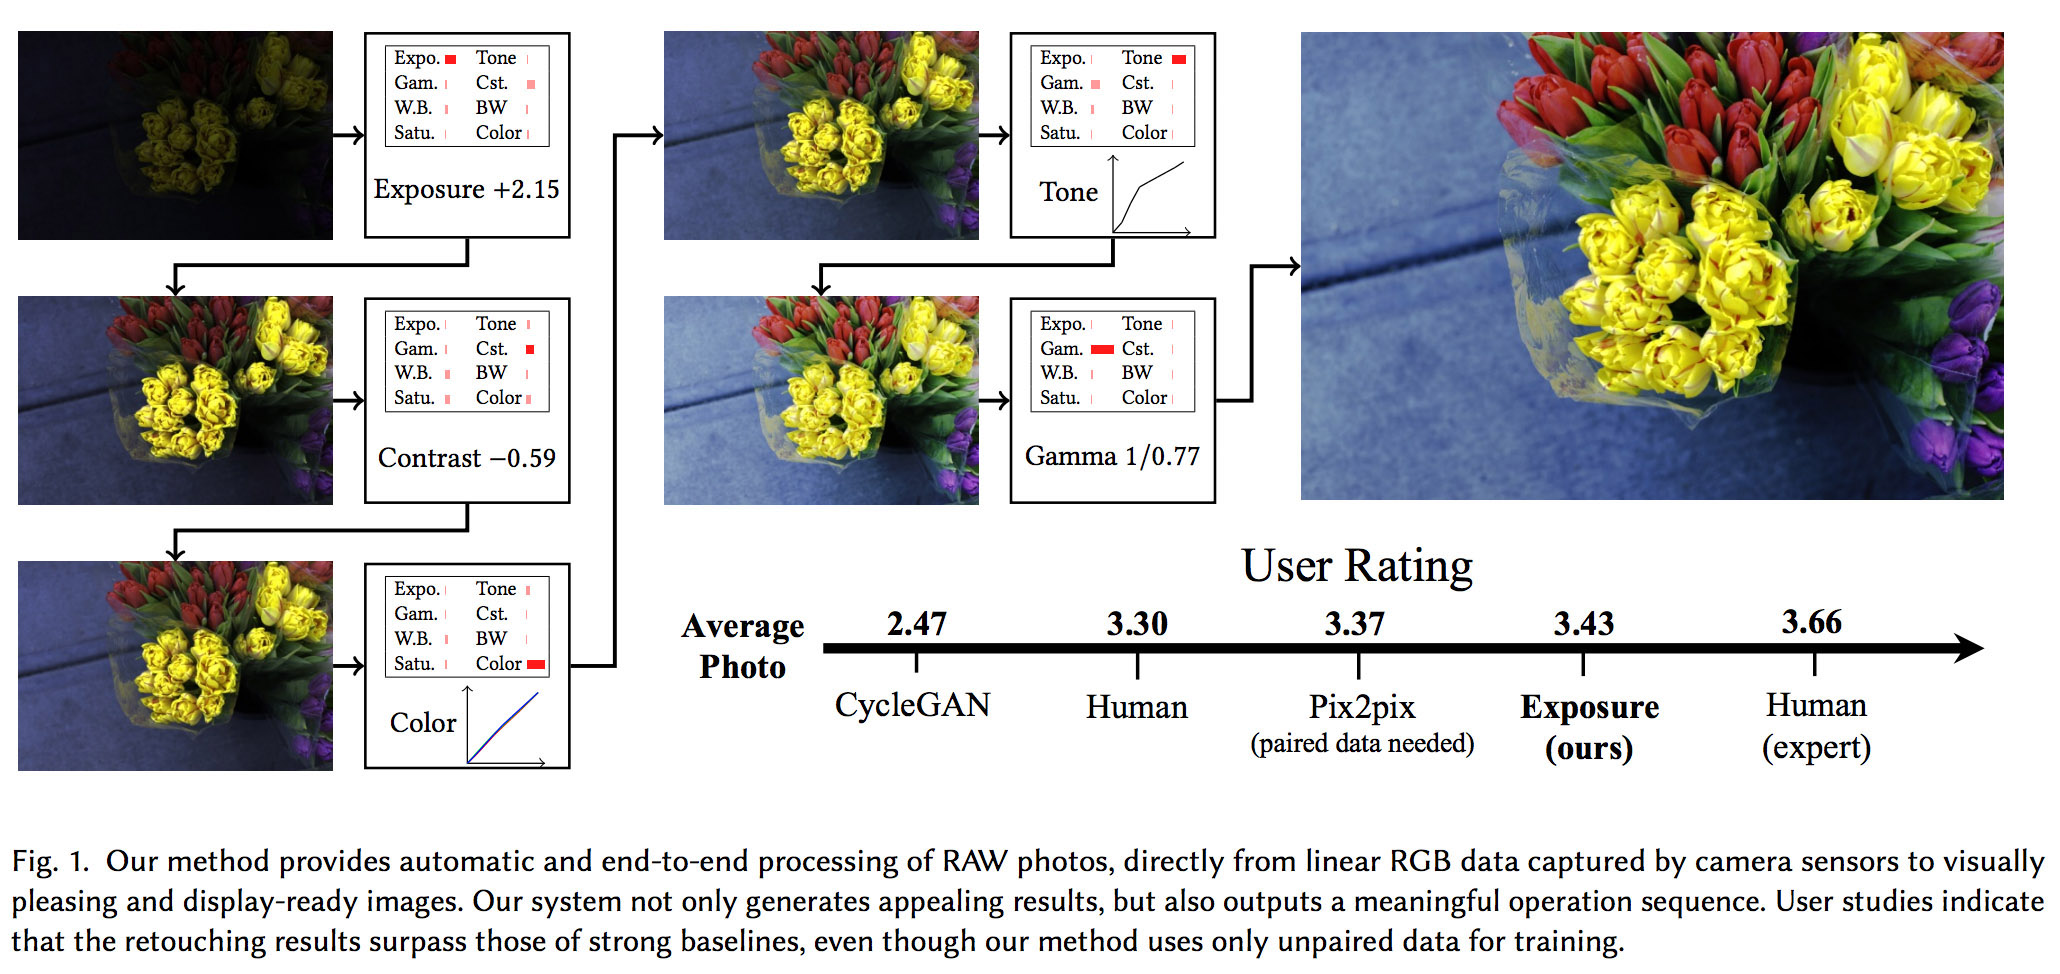 Expo. Tone
Gam. Cst.
W.B. BW
Satu. Color
Exposure +2.15
Expo. Tone
Gam. Cst.
W.B. BW
Satu. Color
Contrast −0.59
Expo. Tone
Gam. Cst.
W.B. BW
Satu. Color
Color
Expo. Tone
Gam. Cst.
W.B. BW
Satu. Color
Tone
Expo. Tone
Gam. Cst.
W.B. BW
Satu. Color
Gamma 1/0.77
User Rating
Average
Photo
2.47 3.30 3.37 3.43 3.66
CycleGAN Human Pix2pix Exposure Human
(paired data needed) (ours) (expert)
Fig. 1. Our method provides automatic and end-to-end processing of RAW photos, directly from linear RGB data captured by camera sensors to visually
pleasing and display-ready images. Our system not only generates appealing results, but also outputs a meaningful operation sequence. User studies indicate
that the retouching results surpass those of strong baselines, even though our method uses only unpaired data for training.